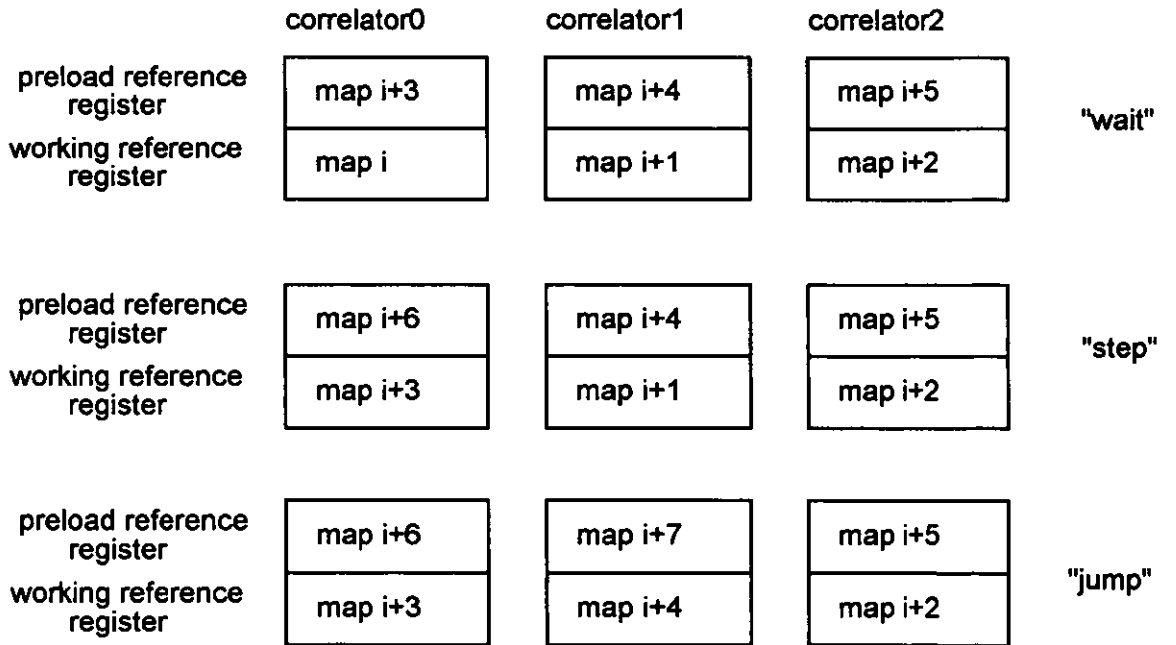 correlator0 correlator1 correlator2
preload reference
register
map i+3 map i+4 map i+5
"wait"
working reference
register
map i map i+1 map i+2
preload reference
register
map i+6 map i+4 map i+5
"step"
working reference
register
map i+3 map i+1 map i+2
preload reference
register
map i+6 map i+7 map i+5
"jump"
working reference
register
map i+3 map i+4 map i+2